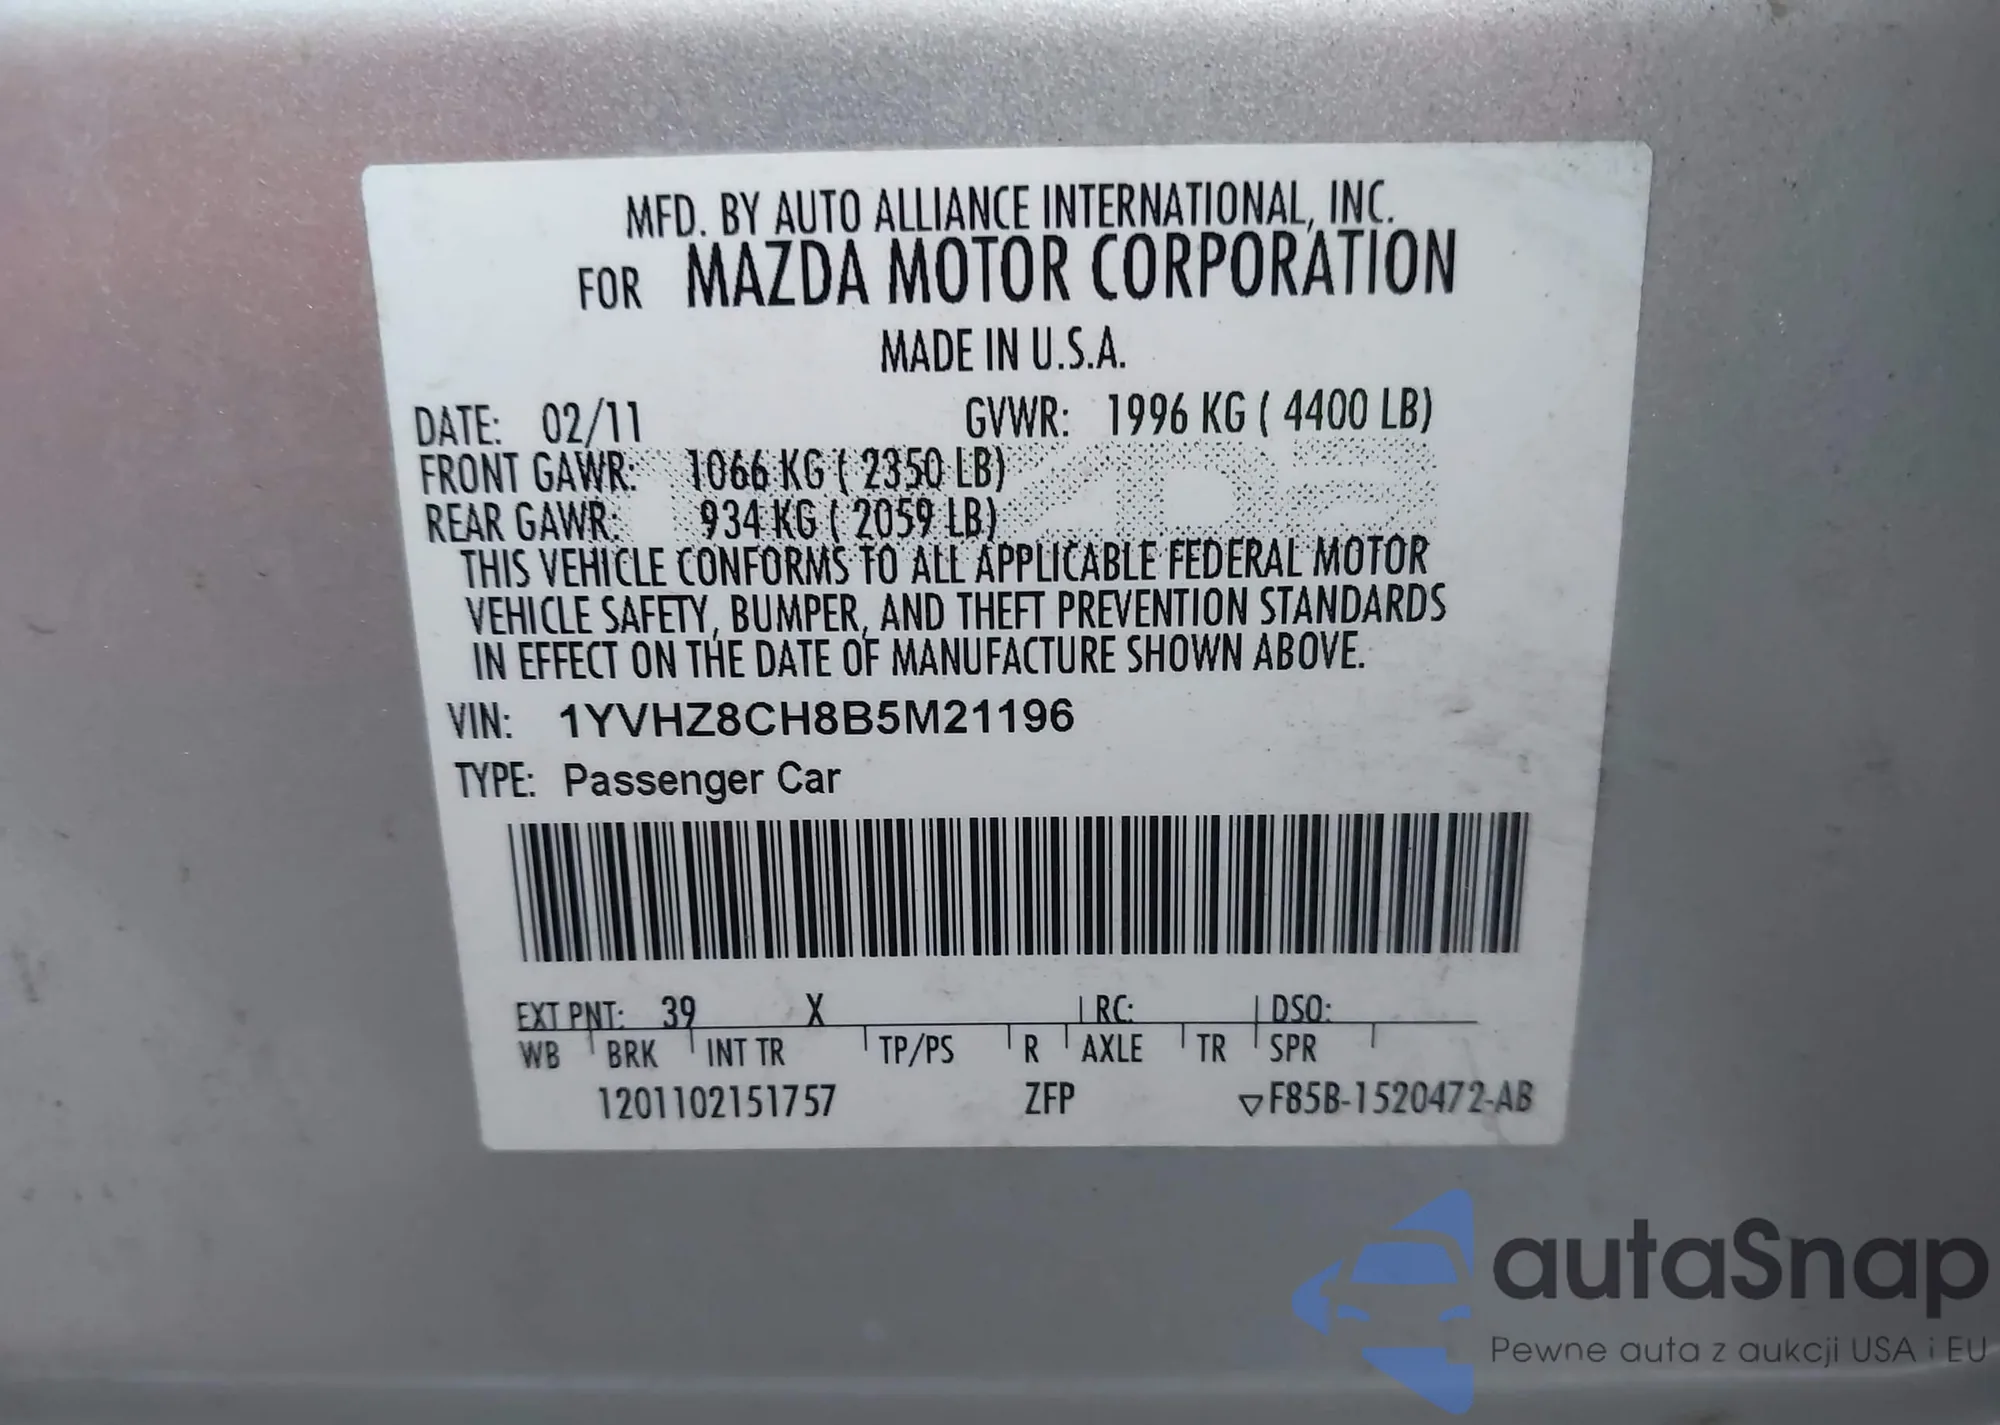 MFD. BY AUTO ALLIANCE INTERNATIONAL, INC.
FOR MAZDA MOTOR CORPORATION
MADE IN U.S.A.
DATE: 02/11 GVWR: 1996 KG ( 4400 LB)
FRONT GAWR: 1066 KG ( 2350 LB)
REAR GAWR: 934 KG ( 2059 LB)
THIS VEHICLE CONFORMS TO ALL APPLICABLE FEDERAL MOTOR
VEHICLE SAFETY, BUMPER, AND THEFT PREVENTION STANDARDS
IN EFFECT ON THE DATE OF MANUFACTURE SHOWN ABOVE.
VIN: 1YVHZ8CH8B5M21196
TYPE: Passenger Car
EXT PNT: 39 X RC: DSO:
WB BRK INT TR TP/PS R AXLE TR SPR
1201102151757 ZFP ▽F85B-1520472-AB
autaSnap
Pewne auta z aukcji USA i EU